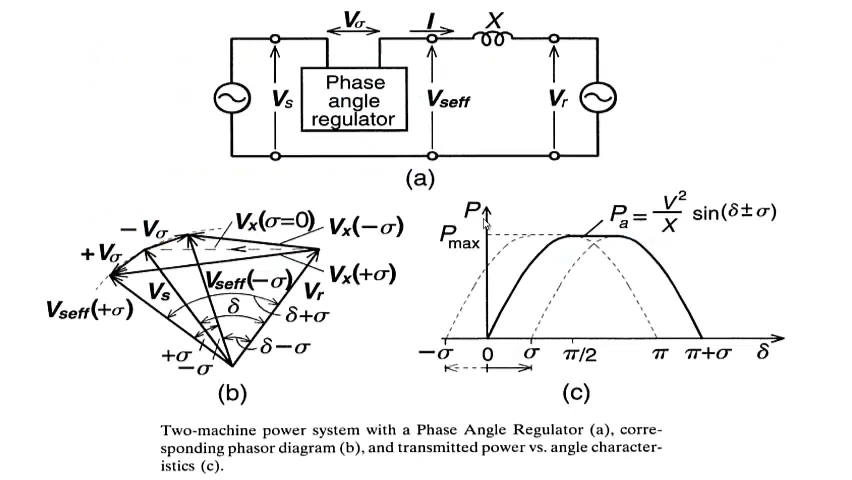 Vσ I X
Phase
angle
regulator
Vs Vseff Vr
(a)
−Vσ Vx(σ=0) Vx(−σ)
+Vσ Vx(+σ)
Vseff(+σ) Vs Vseff(−σ) Vr
δ δ+σ
+σ −σ δ−σ
(b)
P Pa = V²/X sin(δ±σ)
Pmax
−σ 0 σ π/2 π π+σ δ
(c)
Two-machine power system with a Phase Angle Regulator (a), corre-
sponding phasor diagram (b), and transmitted power vs. angle character-
istics (c).